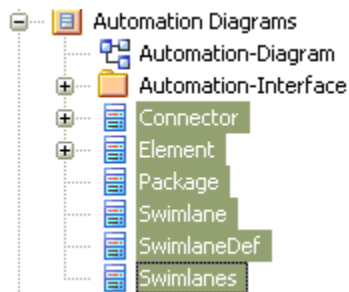 Automation Diagrams
Automation-Diagram
Automation-Interface
Connector
Element
Package
Swimlane
SwimlaneDef
Swimlanes